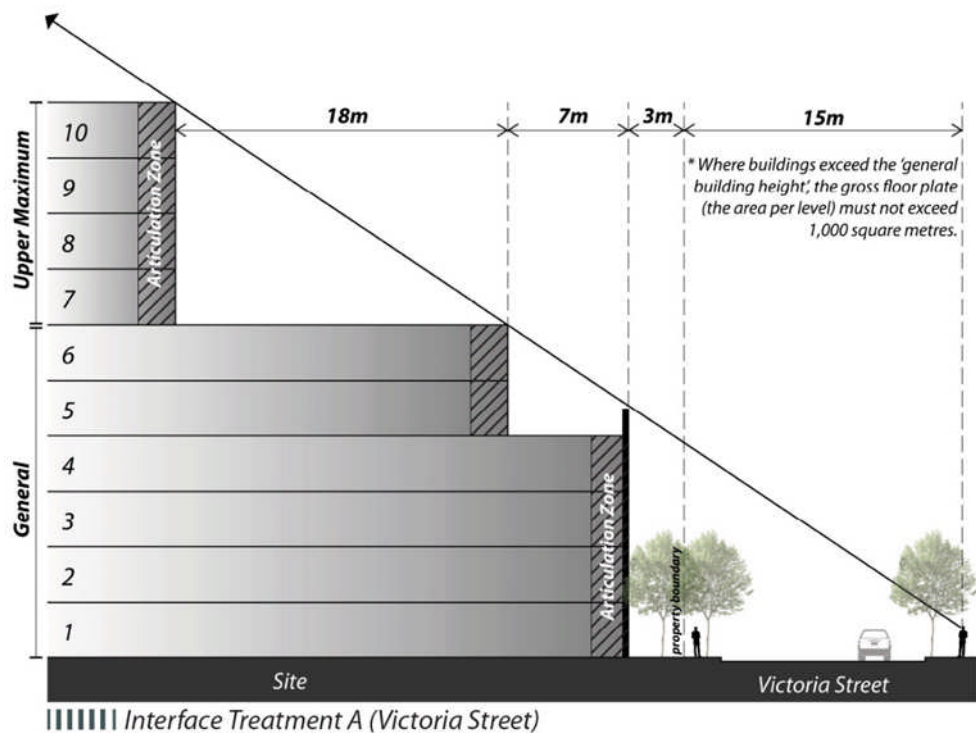 18m
7m
3m
15m
* Where buildings exceed the 'general
building height', the gross floor plate
(the area per level) must not exceed
1,000 square metres.
Upper Maximum
10
9
8
7
Articulation Zone
General
6
5
4
3
2
1
Articulation Zone
property boundary
Site
Victoria Street
Interface Treatment A (Victoria Street)